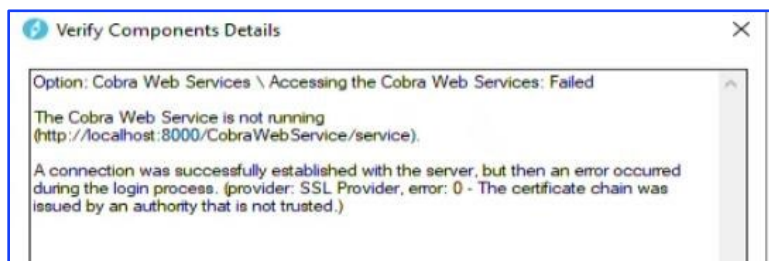 Verify Components Details
Option: Cobra Web Services \ Accessing the Cobra Web Services: Failed
The Cobra Web Service is not running
(http://localhost:8000/CobraWebService/service).
A connection was successfully established with the server, but then an error occurred
during the login process. (provider: SSL Provider, error: 0 - The certificate chain was
issued by an authority that is not trusted.)